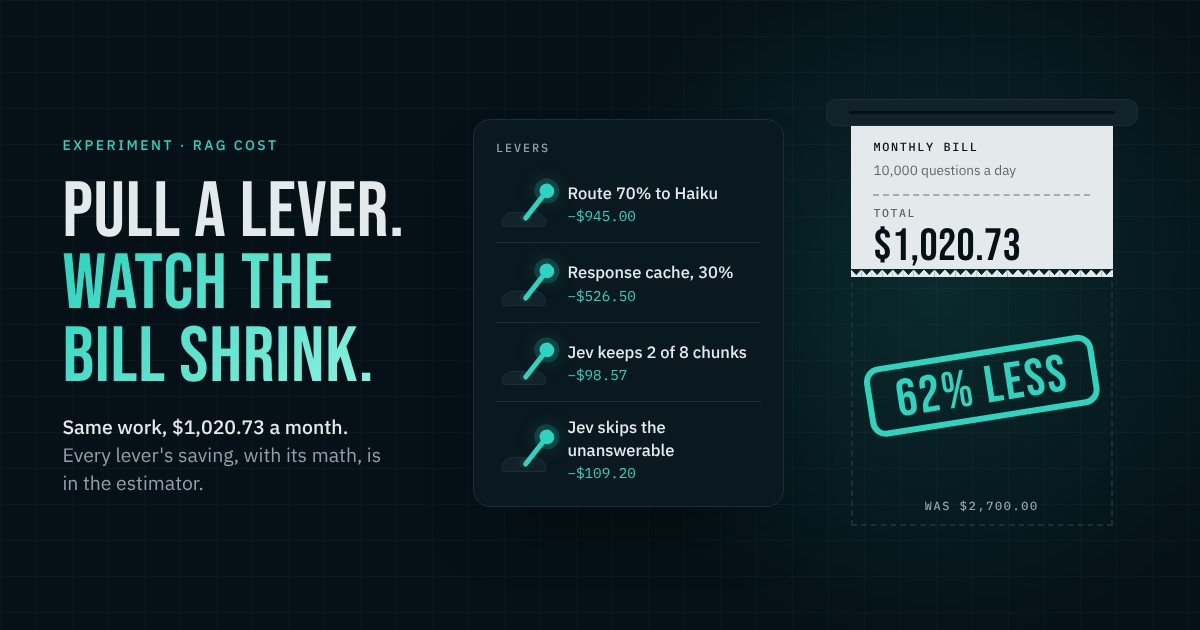 EXPERIMENT · RAG COST
PULL A LEVER.
WATCH THE
BILL SHRINK.
Same work, $1,020.73 a month.
Every lever's saving, with its math, is
in the estimator.
LEVERS
Route 70% to Haiku
−$945.00
Response cache, 30%
−$526.50
Jev keeps 2 of 8 chunks
−$98.57
Jev skips the
unanswerable
−$109.20
MONTHLY BILL
10,000 questions a day
TOTAL
$1,020.73
62% LESS
WAS $2,700.00